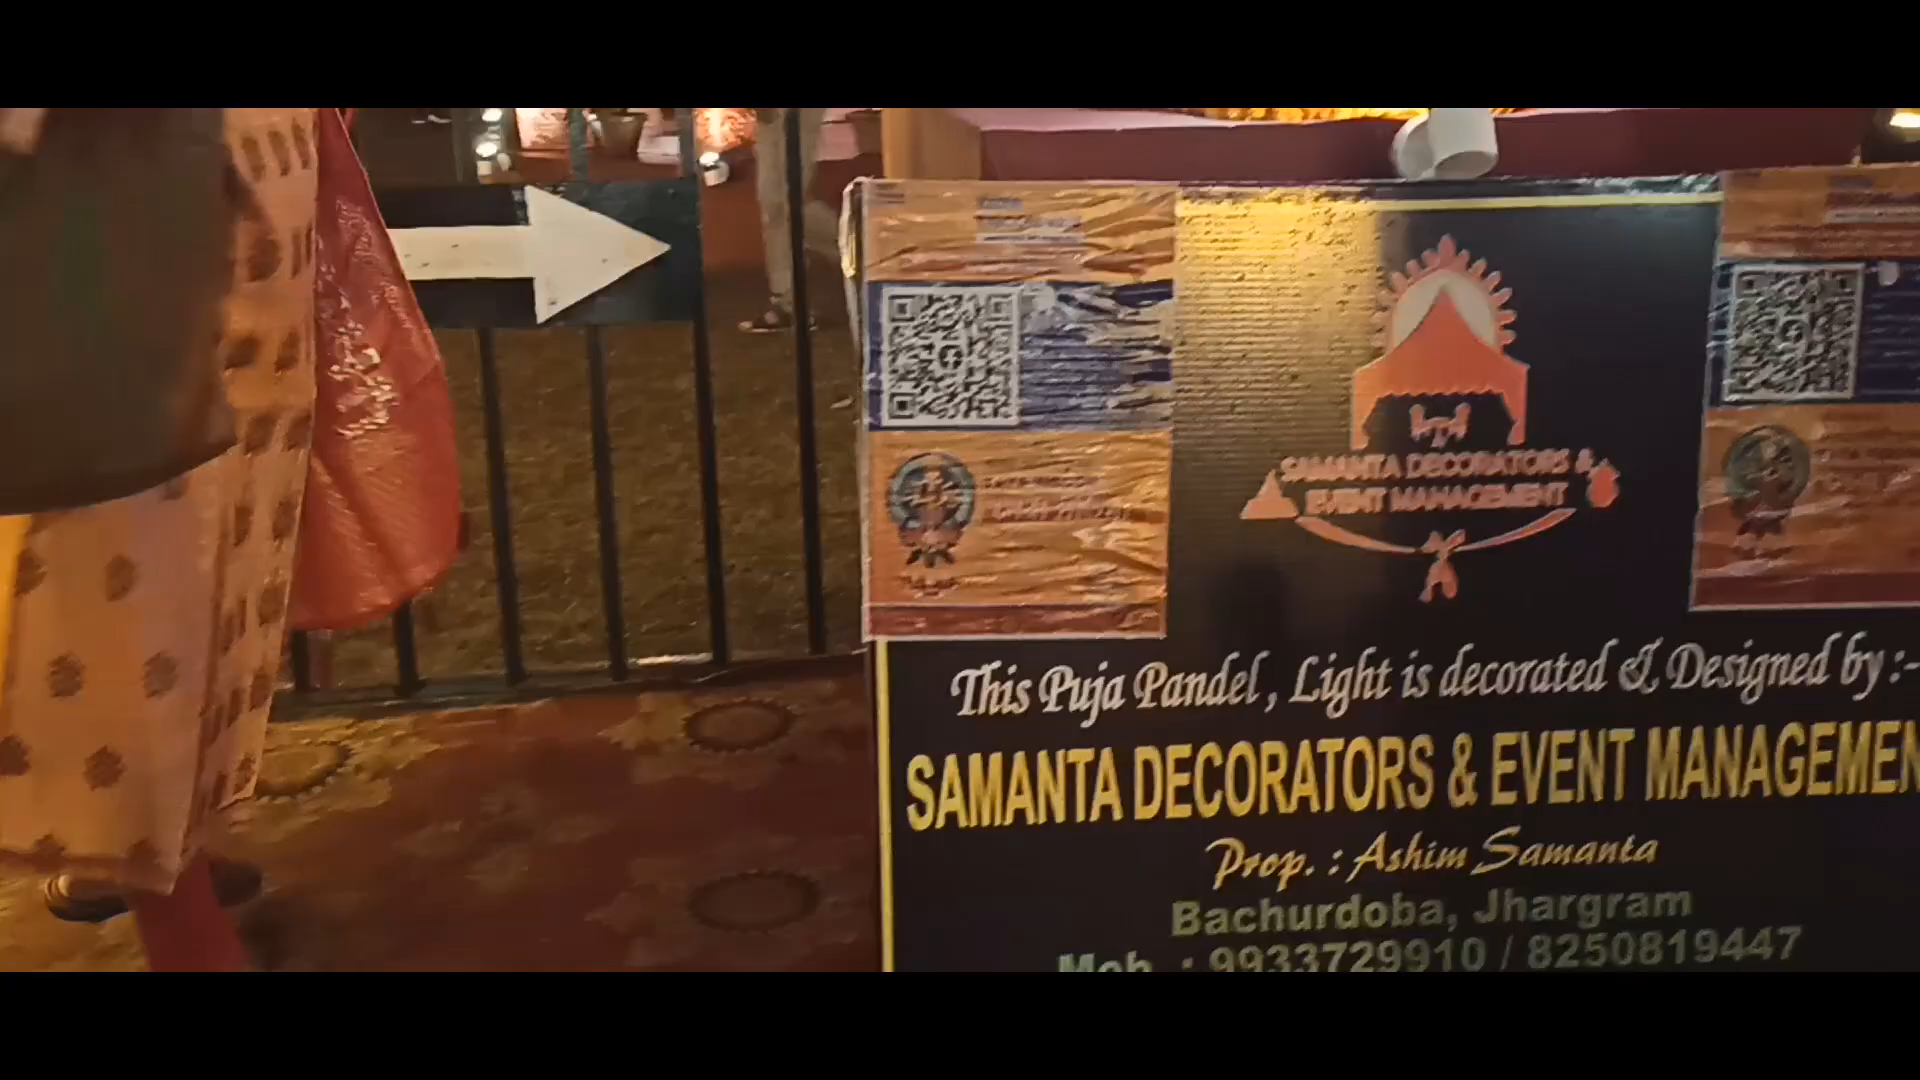 SAMANTA DECORATORS &
EVENT MANAGEMENT
This Puja Pandel, Light is decorated & Designed by :-
SAMANTA DECORATORS & EVENT MANAGEMEN
Prop. : Ashim Samanta
Bachurdoba, Jhargram
Mob. : 9933729910 / 8250819447